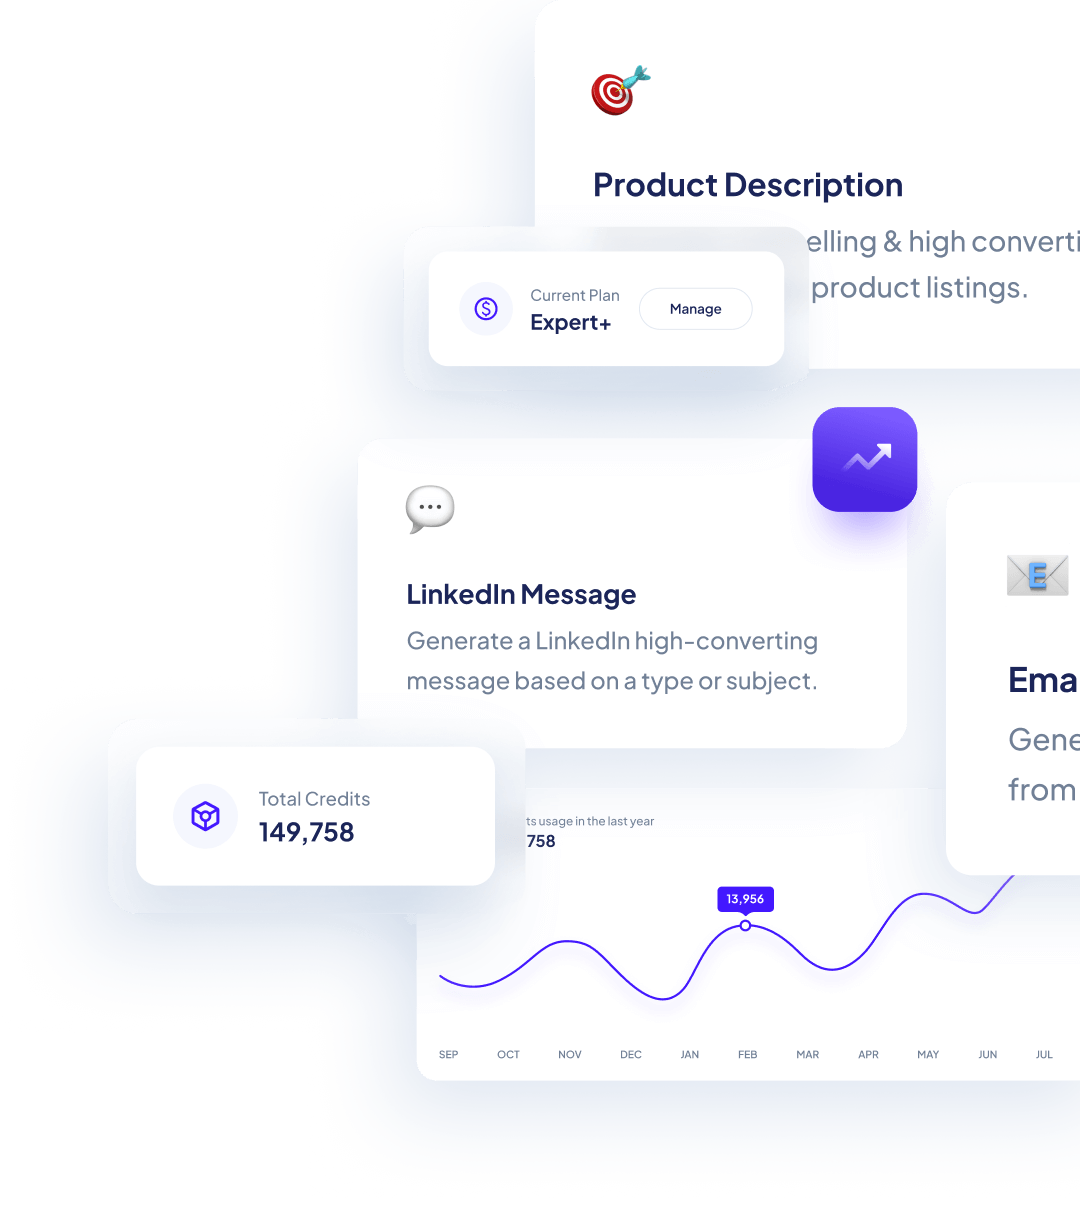 Product Description
elling & high converti
product listings.
Current Plan
Expert+
Manage
LinkedIn Message
Generate a LinkedIn high-converting
message based on a type or subject.
E
Ema
Gene
from
Total Credits
149,758
ts usage in the last year
758
13,956
SEP OCT NOV DEC JAN FEB MAR APR MAY JUN JUL